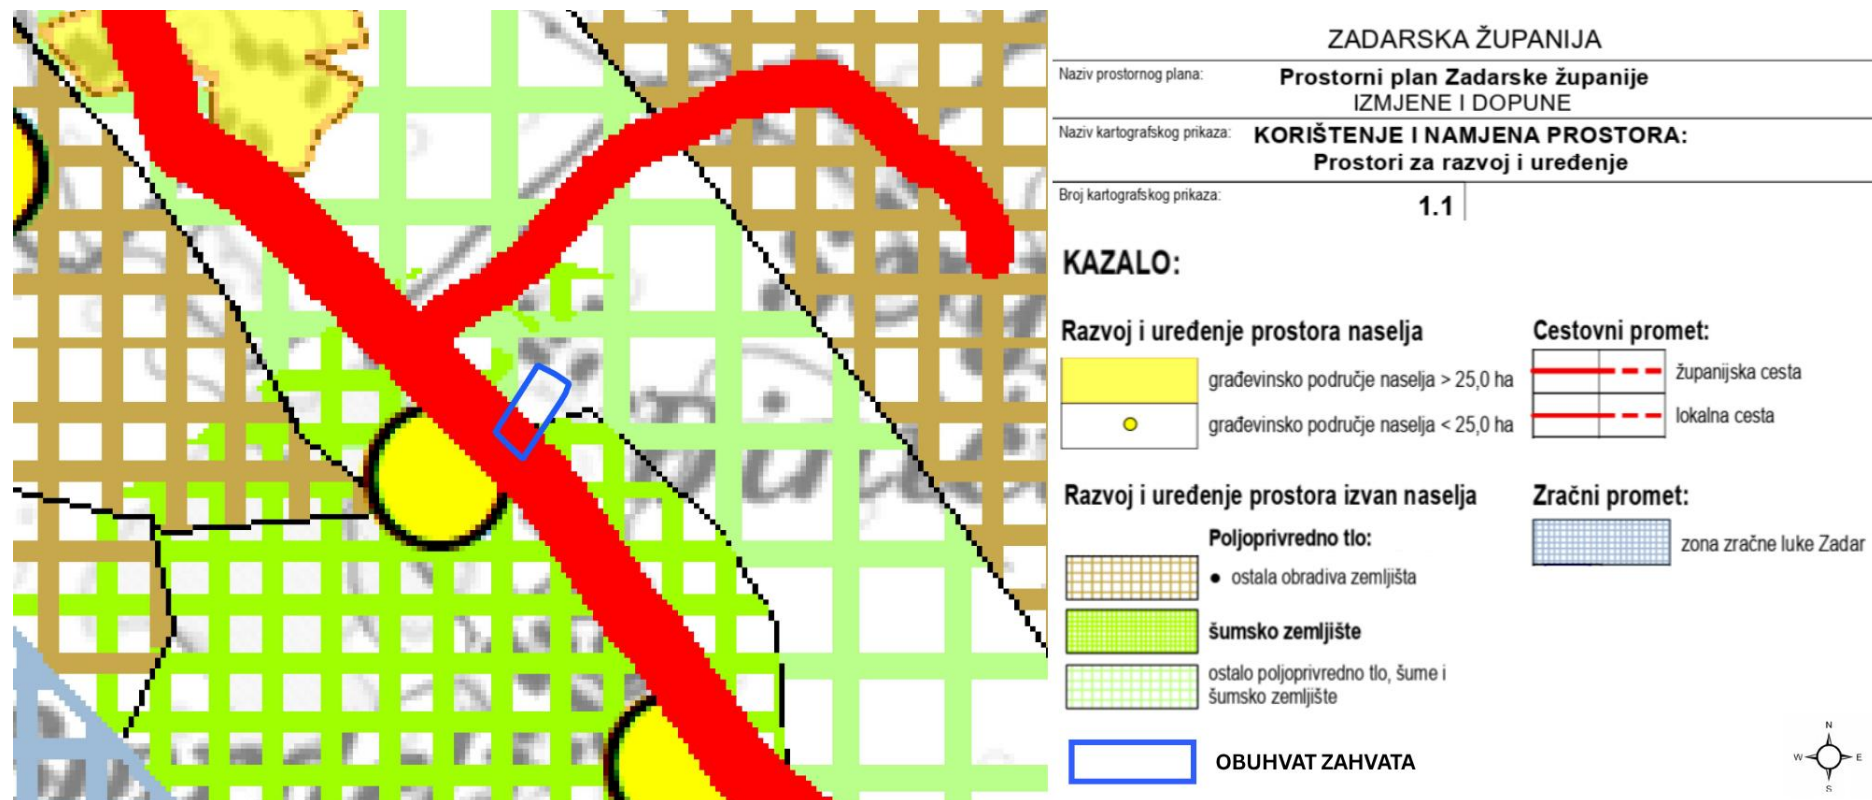 ZADARSKA ŽUPANIJA
Naziv prostornog plana: Prostorni plan Zadarske županije
IZMJENE I DOPUNE
Naziv kartografskog prikaza: KORIŠTENJE I NAMJENA PROSTORA:
Prostori za razvoj i uređenje
Broj kartografskog prikaza: 1.1
KAZALO:
Razvoj i uređenje prostora naselja
građevinsko područje naselja > 25,0 ha
građevinsko područje naselja < 25,0 ha
Cestovni promet:
županijska cesta
lokalna cesta
Razvoj i uređenje prostora izvan naselja
Poljoprivredno tlo:
• ostala obradiva zemljišta
šumsko zemljište
ostalo poljoprivredno tlo, šume i
šumsko zemljište
Zračni promet:
zona zračne luke Zadar
OBUHVAT ZAHVATA
N
W E
S